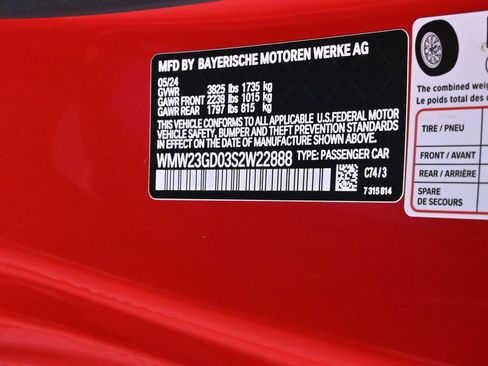 MFD BY BAYERISCHE MOTOREN WERKE AG
05/24
GVWR 3825 lbs 1735 kg
GAWR FRONT 2238 lbs 1015 kg
GAWR REAR 1797 lbs 815 kg
THIS VEHICLE CONFORMS TO ALL APPLICABLE U.S.FEDERAL MOTOR
VEHICLE SAFETY, BUMPER AND THEFT PREVENTION STANDARDS
IN EFFECT ON THE DATE OF MANUFACTURE SHOWN ABOVE.
WMW23GD03S2W22888 TYPE: PASSENGER CAR
C74/3
7 315 814
The combined weig
Le poids total des o
TIRE / PNEU
FRONT / AVANT
REAR / ARRIÈRE
SPARE
DE SECOURS